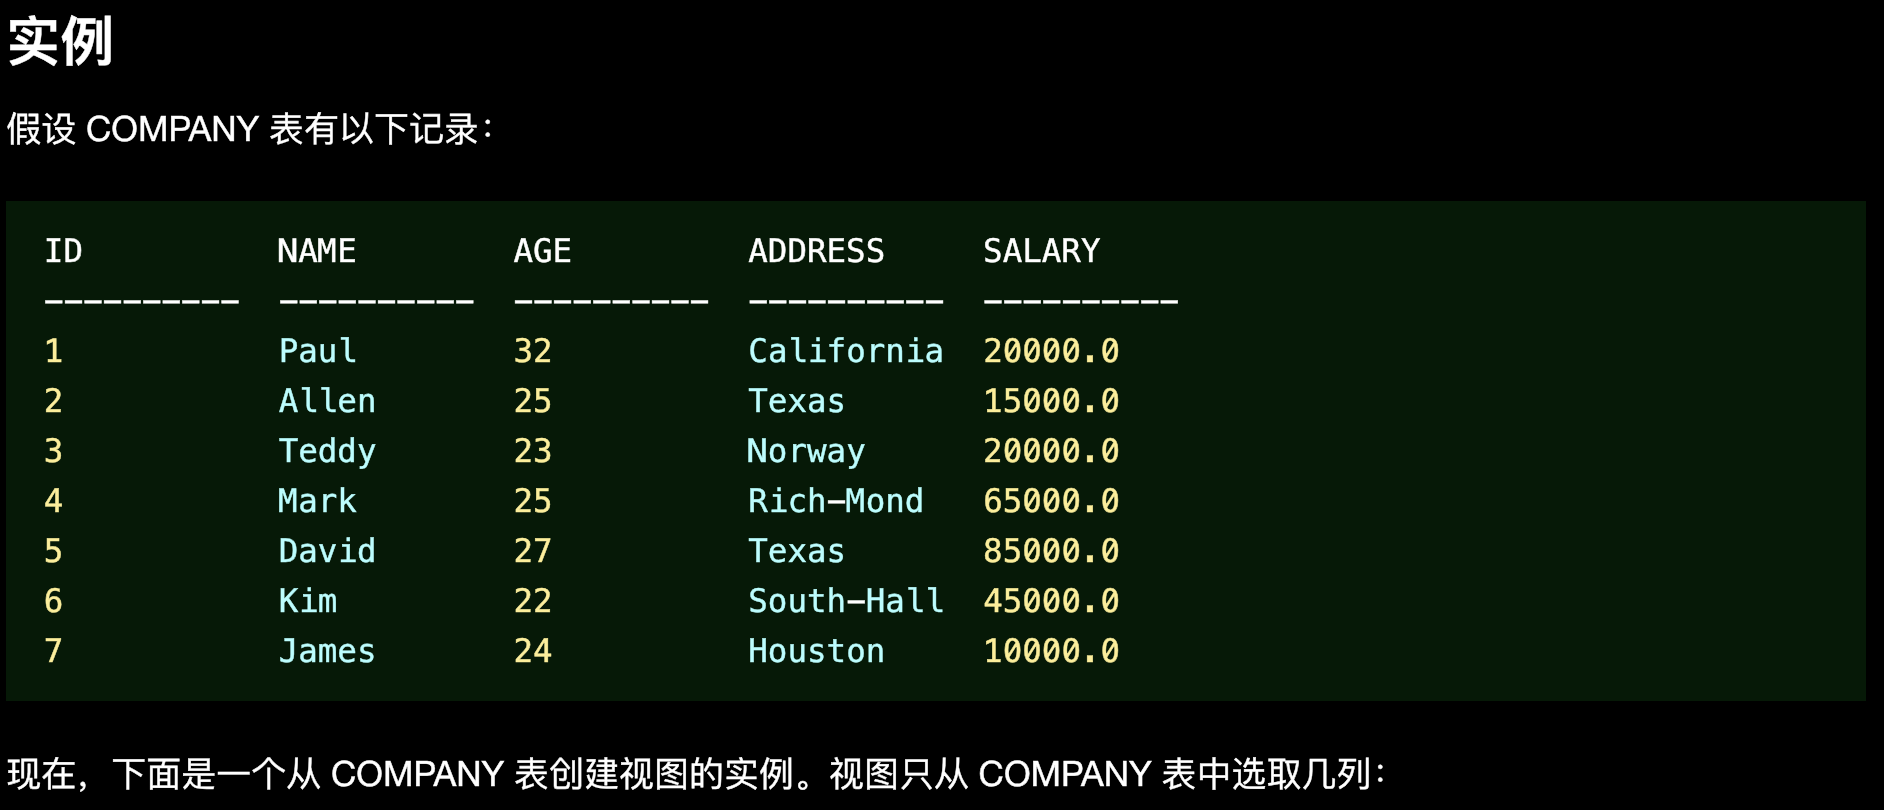 实例
假设 COMPANY 表有以下记录：
ID          NAME        AGE         ADDRESS     SALARY
----------  ----------  ----------  ----------  ----------
1           Paul        32          California  20000.0
2           Allen       25          Texas       15000.0
3           Teddy       23          Norway      20000.0
4           Mark        25          Rich-Mond   65000.0
5           David       27          Texas       85000.0
6           Kim         22          South-Hall  45000.0
7           James       24          Houston     10000.0
现在，下面是一个从 COMPANY 表创建视图的实例。视图只从 COMPANY 表中选取几列：